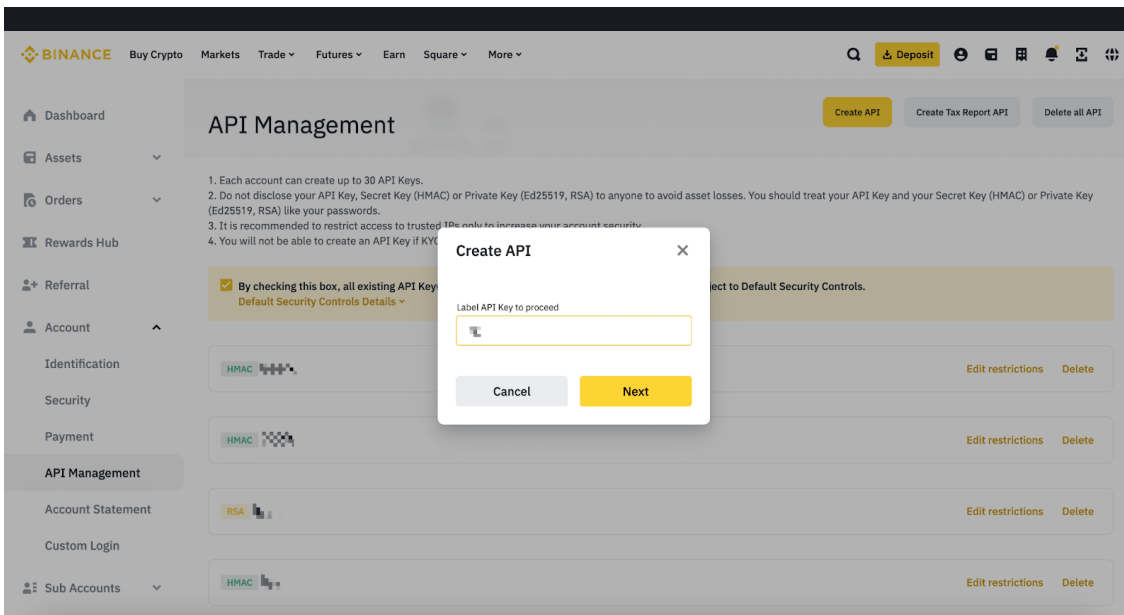 BINANCE Buy Crypto Markets Trade Futures Earn Square More Deposit
Dashboard
Assets
Orders
Rewards Hub
Referral
Account
Identification
Security
Payment
API Management
Account Statement
Custom Login
Sub Accounts
API Management
Create API Create Tax Report API Delete all API
1. Each account can create up to 30 API Keys.
2. Do not disclose your API Key, Secret Key (HMAC) or Private Key (Ed25519, RSA) to anyone to avoid asset losses. You should treat your API Key and your Secret Key (HMAC) or Private Key
(Ed25519, RSA) like your passwords.
3. It is recommended to restrict access to trusted IPs only to increase your account security.
4. You will not be able to create an API Key if KYC
By checking this box, all existing API Key
ject to Default Security Controls.
Default Security Controls Details
Create API
Label API Key to proceed
Cancel Next
HMAC Edit restrictions Delete
HMAC Edit restrictions Delete
RSA Edit restrictions Delete
HMAC Edit restrictions Delete